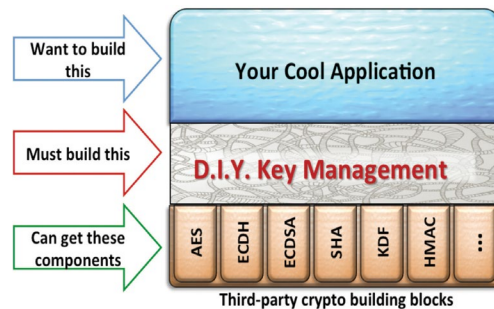 Want to build
this
Your Cool Application
Must build this
D.I.Y. Key Management
Can get these
components
AES
ECDH
ECDSA
SHA
KDF
HMAC
...
Third-party crypto building blocks